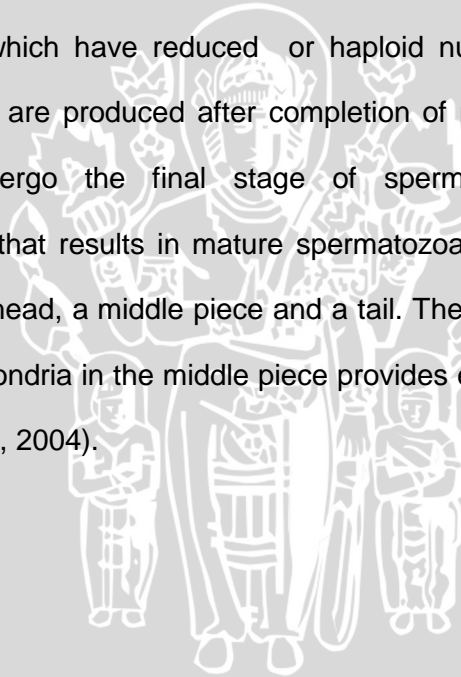 which have reduced or haploid nu
are produced after completion of
ergo the final stage of sperm
that results in mature spermatozoa
head, a middle piece and a tail. The
ondria in the middle piece provides
, 2004).